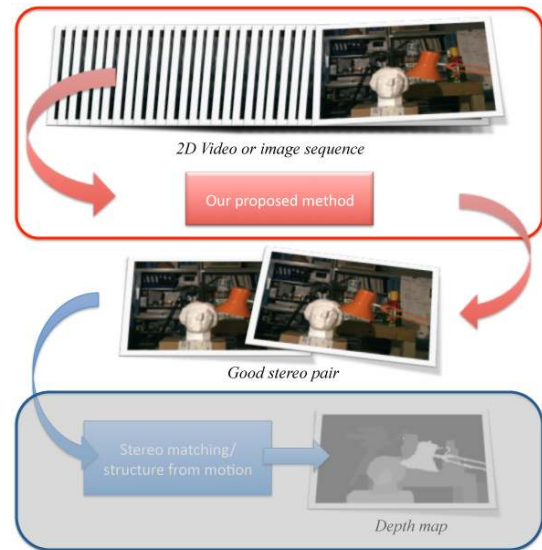 2D Video or image sequence
Our proposed method
Good stereo pair
Stereo matching/
structure from motion
Depth map